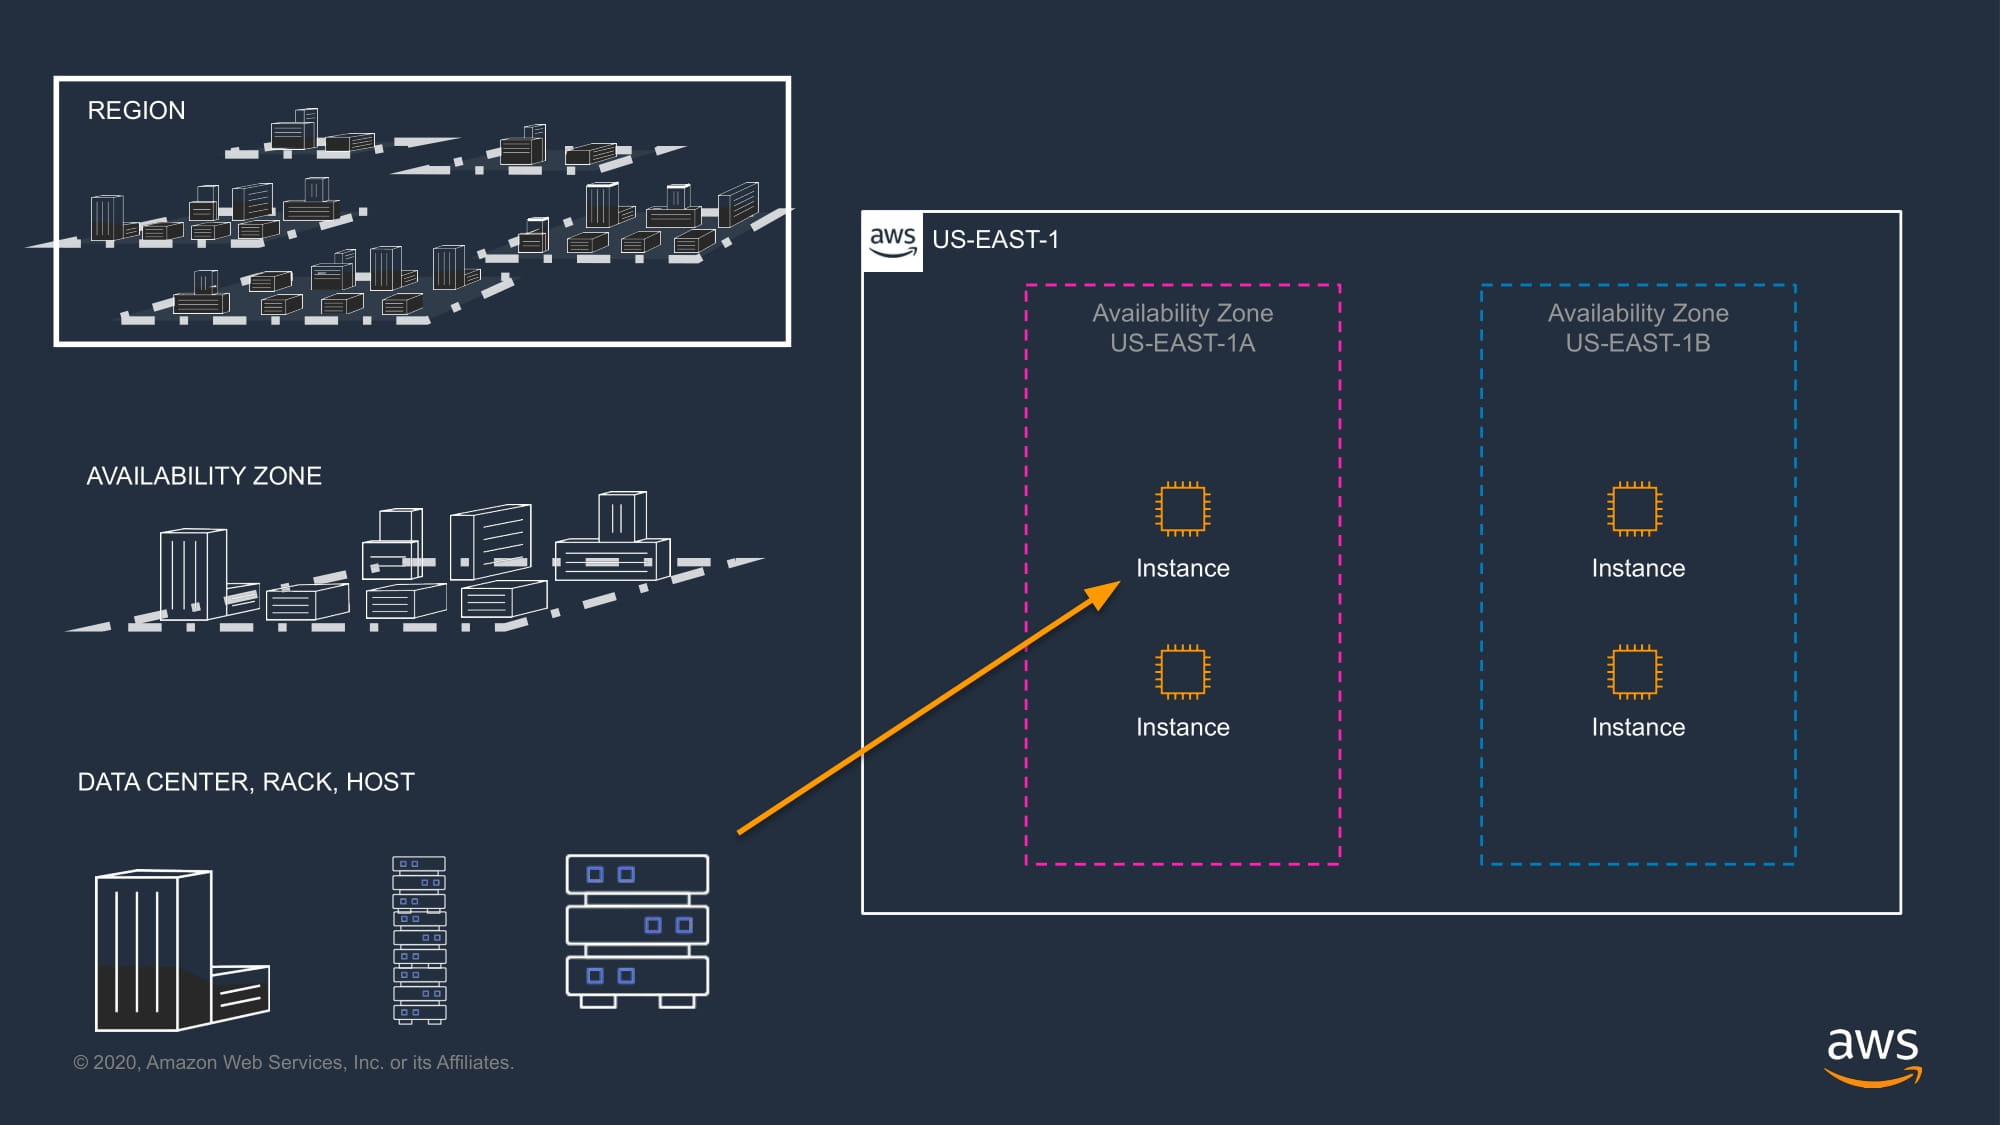 REGION
AVAILABILITY ZONE
DATA CENTER, RACK, HOST
aws
US-EAST-1
Availability Zone
US-EAST-1A
Instance
Instance
Availability Zone
US-EAST-1B
Instance
Instance
© 2020, Amazon Web Services, Inc. or its Affiliates.
aws